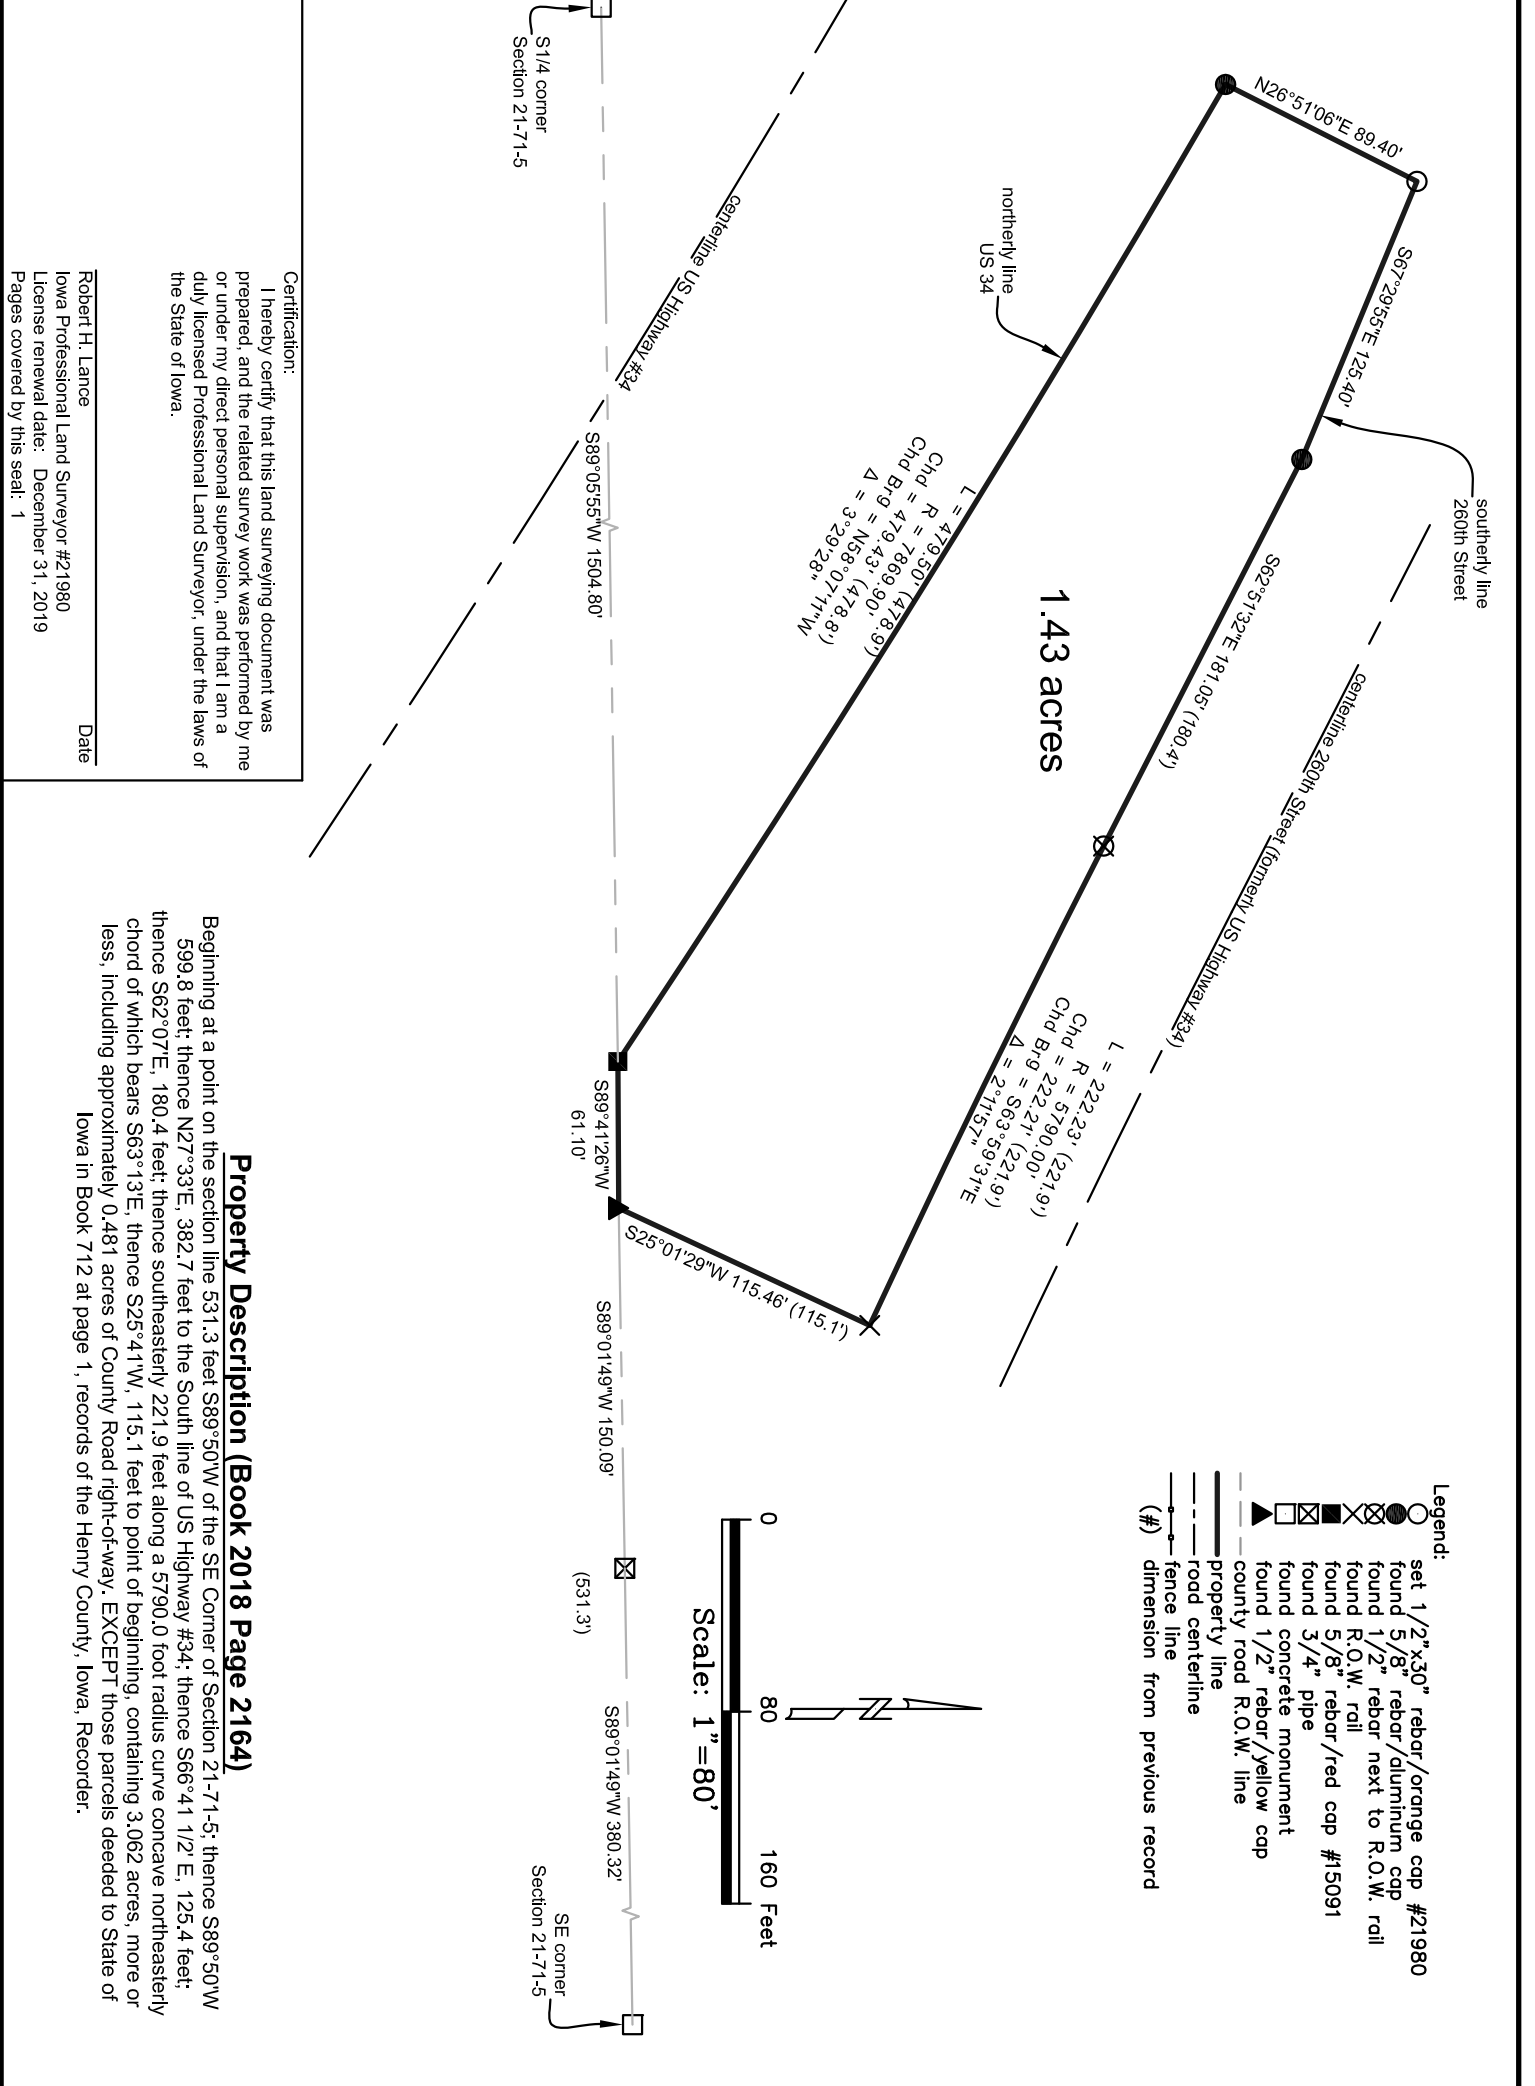 Legend:
set 1/2"x30" rebar/orange cap #21980
found 5/8" rebar/aluminum cap
found 1/2" rebar next to R.O.W. rail
found R.O.W. rail
found 5/8" rebar/red cap #15091
found 3/4" pipe
found concrete monument
found 1/2" rebar/yellow cap
county road R.O.W. line
property line
road centerline
fence line
(#) dimension from previous record
southerly line
260th Street
N26°51'06"E 89.40'
S67°29'55"E 125.40'
S62°51'32"E 181.05' (180.4')
centerline 260th Street (formerly US Highway #34)
1.43 acres
L = 222.23' (221.9')
R = 5790.00'
Chd = 222.21' (221.9')
Chd Brg = S63°59'31"E
Δ = 2°11'57"
northerly line
US 34
L = 479.50' (478.9')
R = 7869.90'
Chd = 479.43' (478.8')
Chd Brg = N58°07'11"W
Δ = 3°29'28"
centerline US Highway #34
S25°01'29"W 115.46' (115.1')
S89°41'26"W
61.10'
S1/4 corner
Section 21-71-5
S89°05'55"W 1504.80'
S89°01'49"W 150.09'
(531.3')
S89°01'49"W 380.32'
SE corner
Section 21-71-5
0 80 160 Feet
Scale: 1"=80'
Certification:
I hereby certify that this land surveying document was
prepared, and the related survey work was performed by me
or under my direct personal supervision, and that I am a
duly licensed Professional Land Surveyor, under the laws of
the State of Iowa.
Robert H. Lance Date
Iowa Professional Land Surveyor #21980
License renewal date: December 31, 2019
Pages covered by this seal: 1
Property Description (Book 2018 Page 2164)
Beginning at a point on the section line 531.3 feet S89°50'W of the SE Corner of Section 21-71-5; thence S89°50'W
599.8 feet; thence N27°33'E, 382.7 feet to the South line of US Highway #34; thence S66°41 1/2' E, 125.4 feet;
thence S62°07'E, 180.4 feet; thence southeasterly 221.9 feet along a 5790.0 foot radius curve concave northeasterly
chord of which bears S63°13'E, thence S25°41'W, 115.1 feet to point of beginning, containing 3.062 acres, more or
less, including approximately 0.481 acres of County Road right-of-way. EXCEPT those parcels deeded to State of
Iowa in Book 712 at page 1, records of the Henry County, Iowa, Recorder.